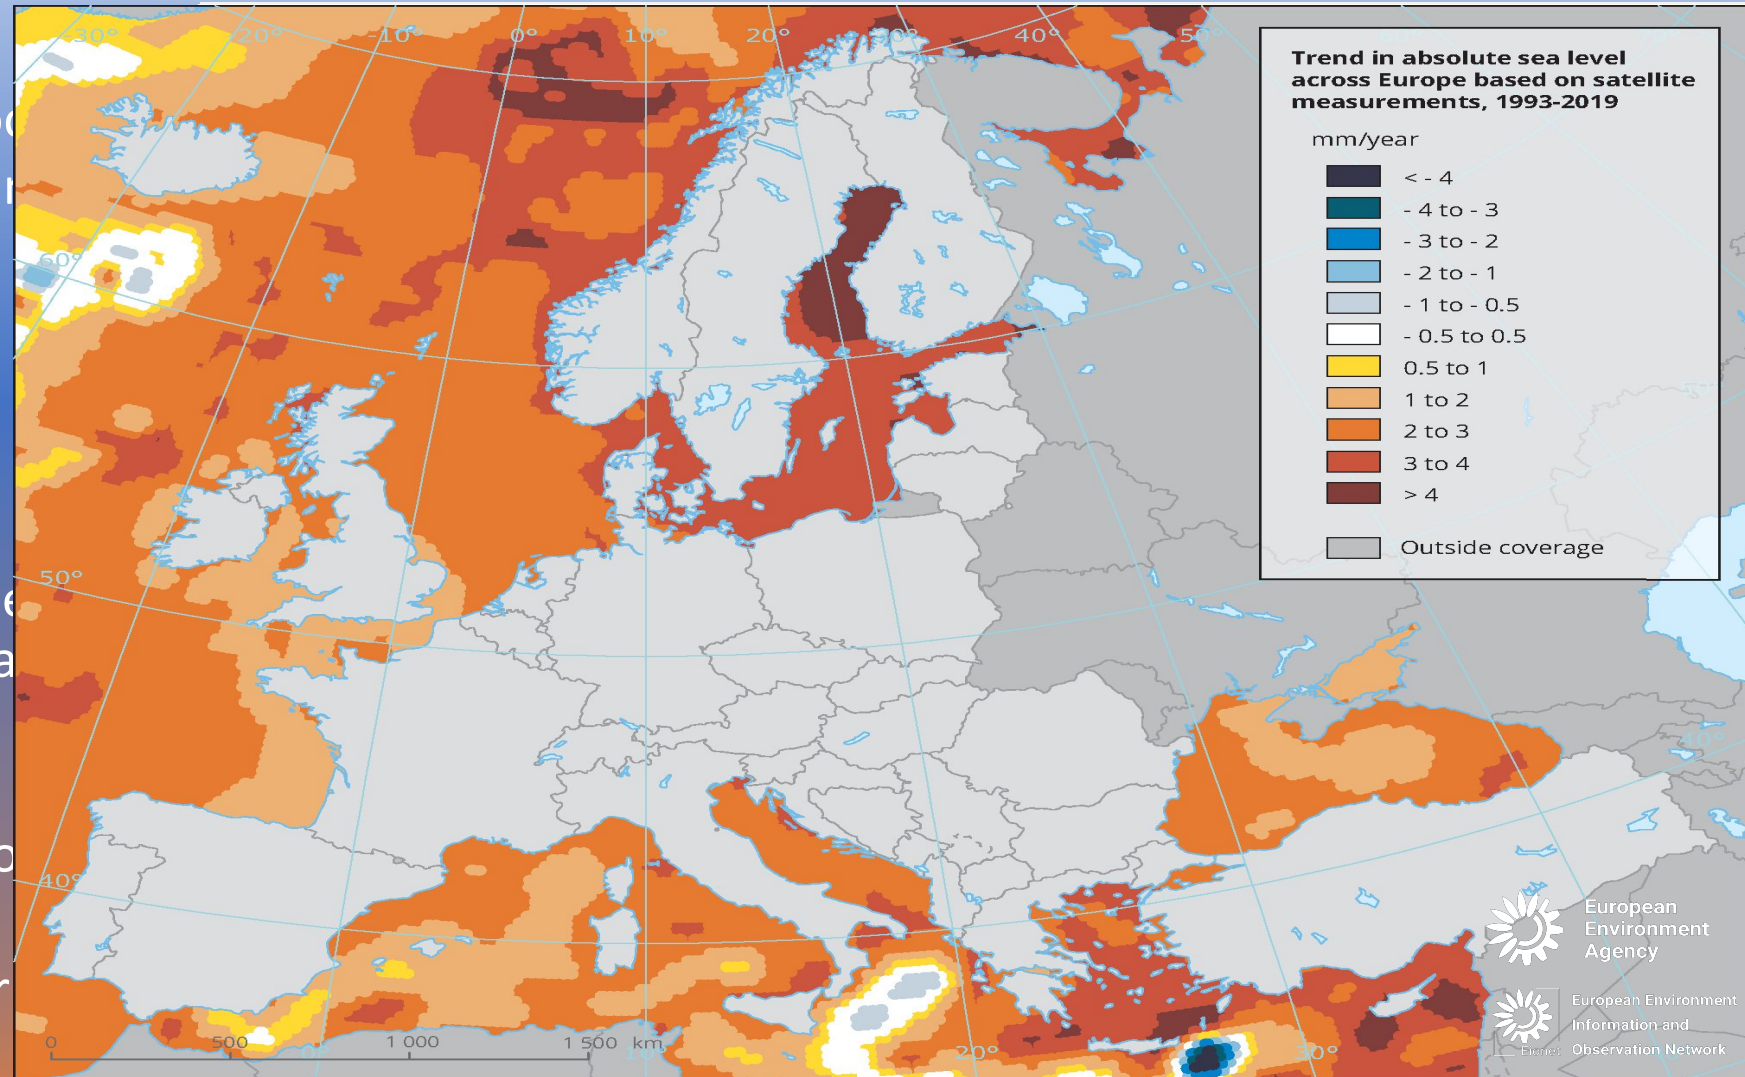 30°
20°
-10°
0°
10°
20°
30°
40°
50°
60°
50°
40°
40°
0°
10°
20°
30°
Trend in absolute sea level
across Europe based on satellite
measurements, 1993-2019
mm/year
< - 4
- 4 to - 3
- 3 to - 2
- 2 to - 1
- 1 to - 0.5
- 0.5 to 0.5
0.5 to 1
1 to 2
2 to 3
3 to 4
> 4
Outside coverage
0 500 1 000 1 500 km
European
Environment
Agency
European Environment
Information and
Eionet Observation Network